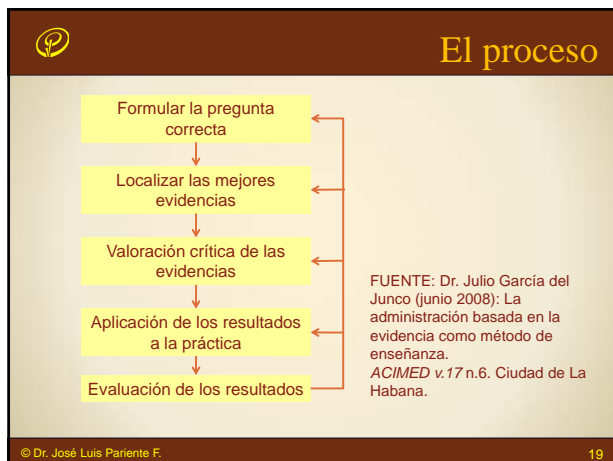 El proceso
Formular la pregunta
correcta
Localizar las mejores
evidencias
Valoración crítica de las
evidencias
Aplicación de los resultados
a la práctica
Evaluación de los resultados
FUENTE: Dr. Julio García del
Junco (junio 2008): La
administración basada en la
evidencia como método de
enseñanza.
ACIMED v.17 n.6. Ciudad de La
Habana.
© Dr. José Luis Pariente F.
19